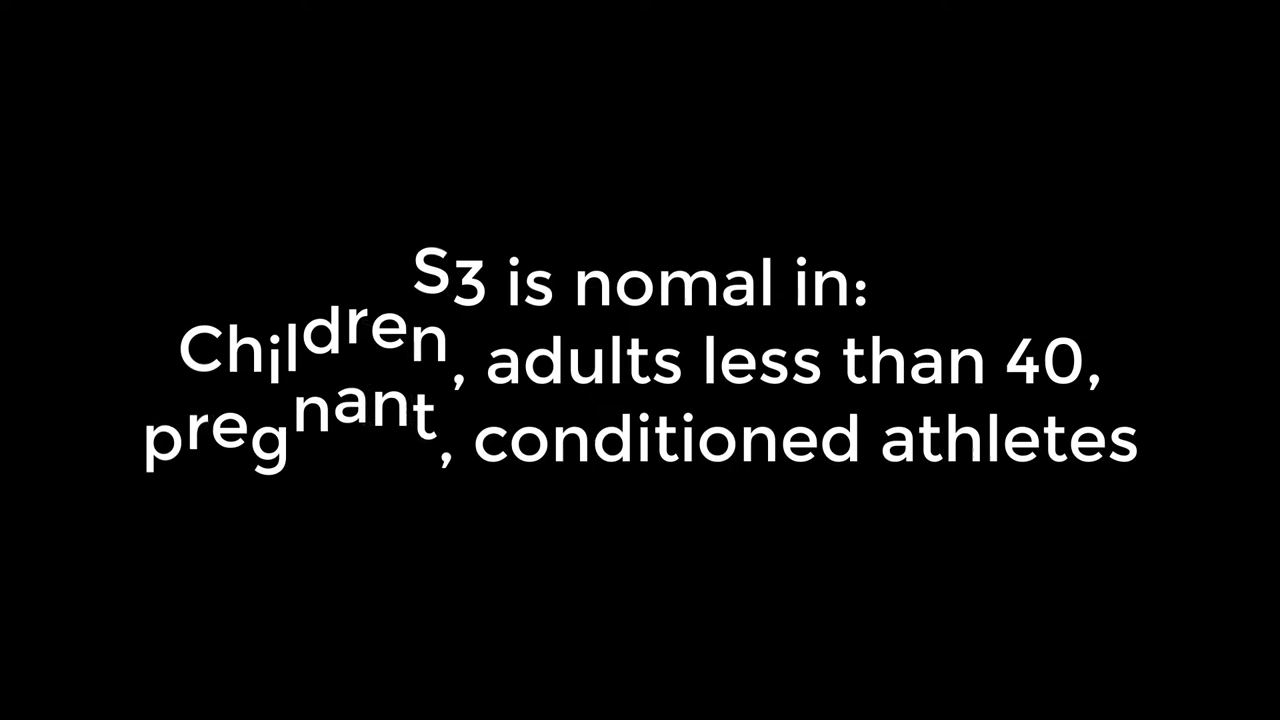 S3 is nomal in:
Children, adults less than 40,
pregnant, conditioned athletes